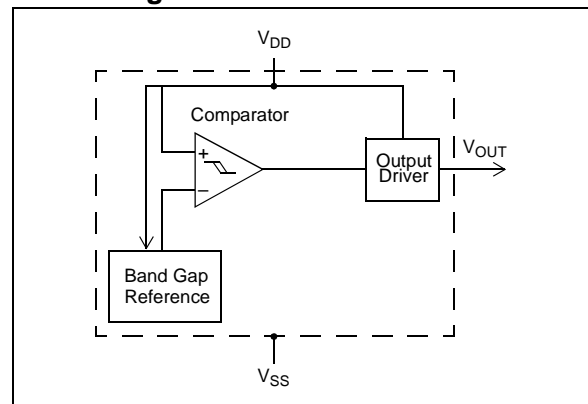 V_DD
Comparator
+
–
Output
Driver
V_OUT
Band Gap
Reference
V_SS